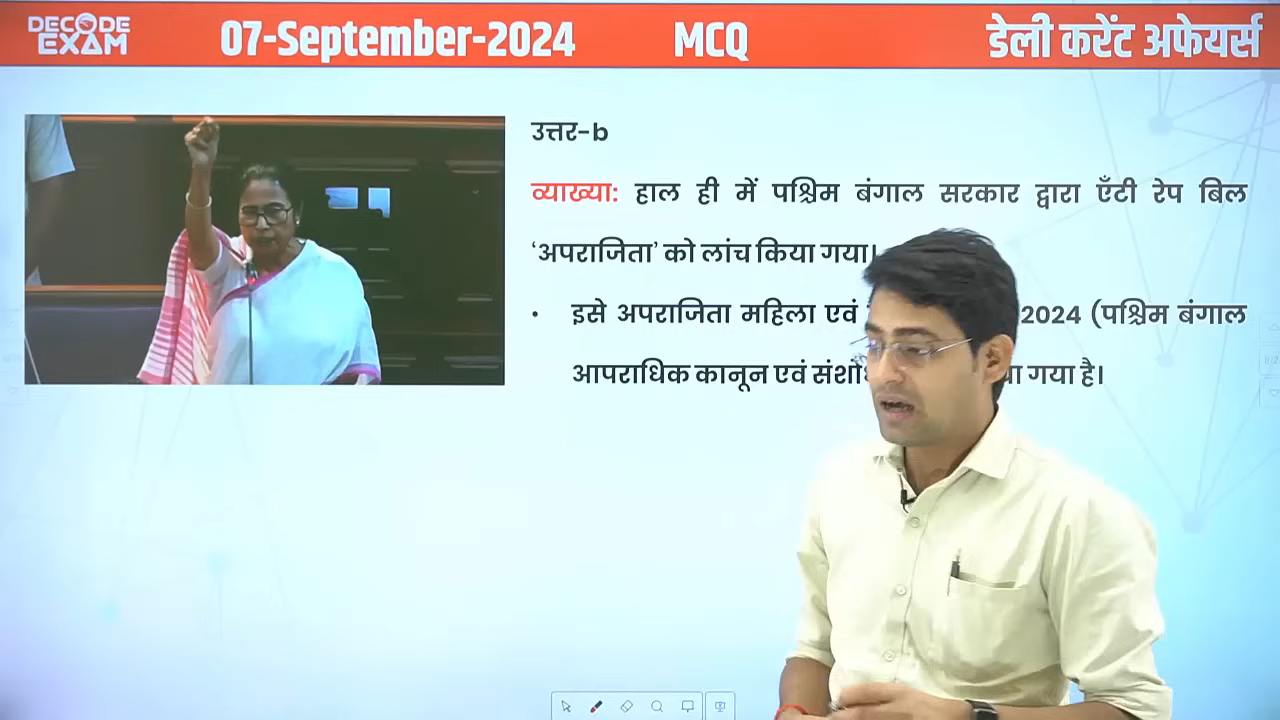 DECODE EXAM
07-September-2024 MCQ डेली करेंट अफेयर्स
उत्तर-b
व्याख्या: हाल ही में पश्चिम बंगाल सरकार द्वारा एँटी रेप बिल
‘अपराजिता’ को लांच किया गया।
• इसे अपराजिता महिला एवं 2024 (पश्चिम बंगाल
आपराधिक कानून एवं गया है।